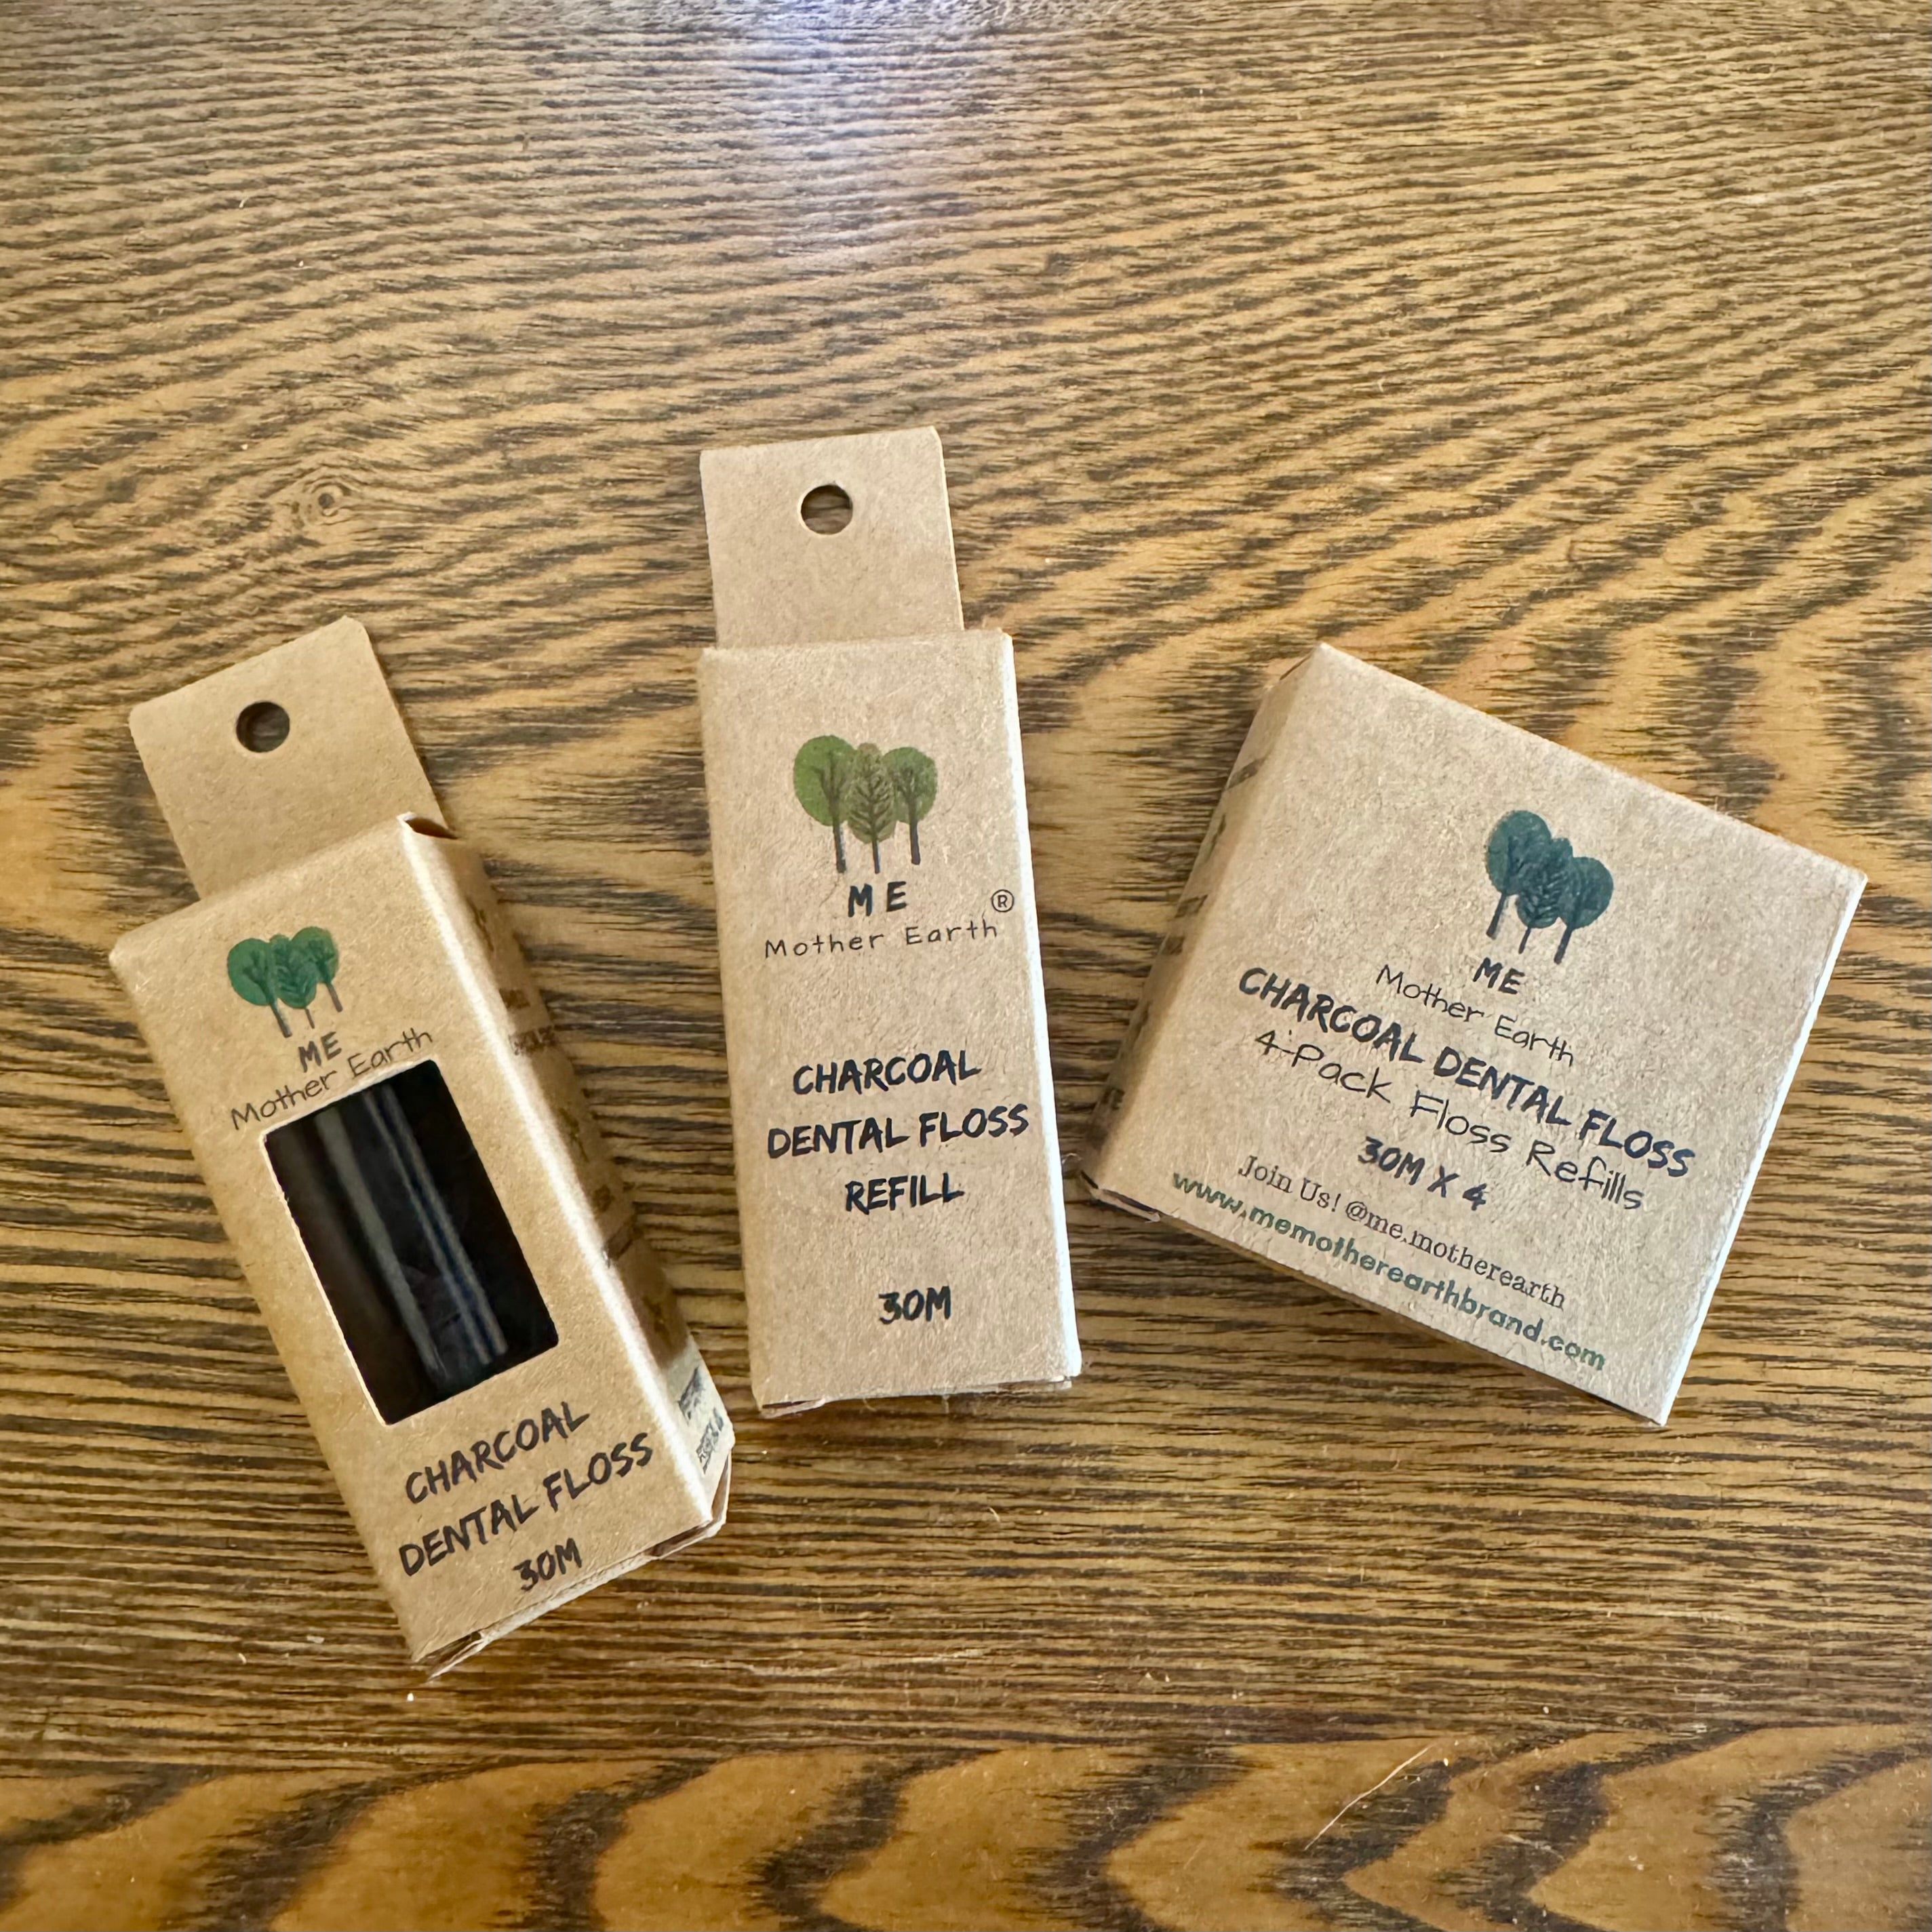 ME
Mother Earth
CHARCOAL
DENTAL FLOSS
30M
ME
Mother Earth®
CHARCOAL
DENTAL FLOSS
REFILL
30M
ME
Mother Earth
CHARCOAL DENTAL FLOSS
4-Pack Floss Refills
30M X 4
Join Us! @me.motherearth
www.memotherearthbrand.com